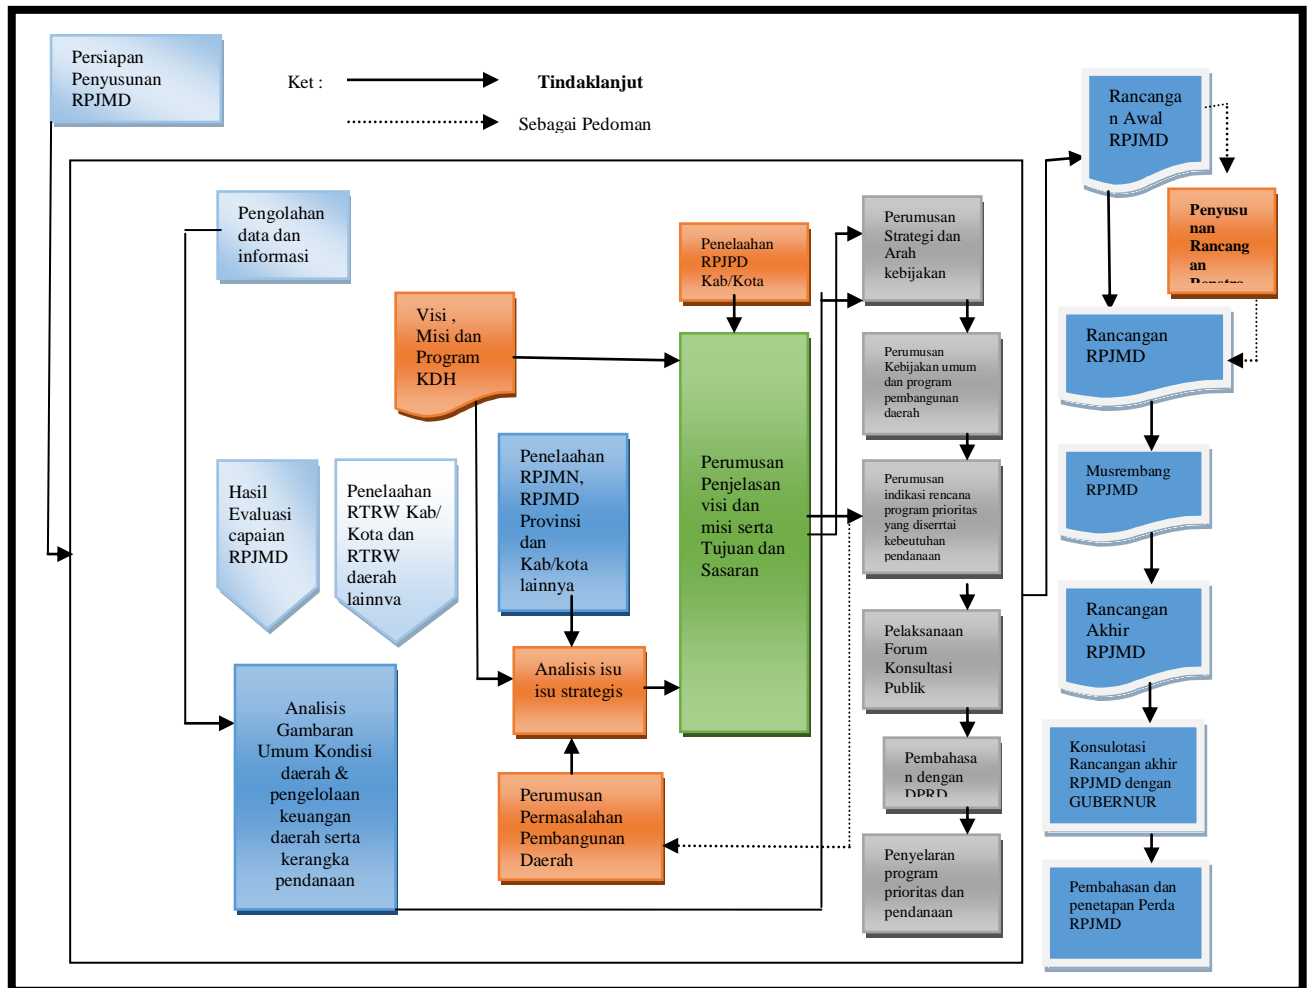 Persiapan
Penyusunan
RPJMD
Ket :
Tindaklanjut
Sebagai Pedoman
Pengolahan
data dan
informasi
Visi ,
Misi dan
Program
KDH
Hasil
Evaluasi
capaian
RPJMD
Penelaahan
RTRW Kab/
Kota dan
RTRW
daerah
lainnya
Analisis
Gambaran
Umum Kondisi
daerah &
pengelolaan
keuangan
daerah serta
kerangka
pendanaan
Penelaahan
RPJMN,
RPJMD
Provinsi
dan
Kab/kota
lainnya
Analisis isu
isu strategis
Perumusan
Permasalahan
Pembangunan
Daerah
Penelaahan
RPJPD
Kab/Kota
Perumusan
Penjelasan
visi dan
misi serta
Tujuan dan
Sasaran
Perumusan
Strategi dan
Arah
kebijakan
Perumusan
Kebijakan umum
dan program
pembangunan
daerah
Perumusan
indikasi rencana
program prioritas
yang diserrtai
kebeutuhan
pendanaan
Pelaksanaan
Forum
Konsultasi
Publik
Pembahasa
n dengan
DPRD
Penyelaran
program
prioritas dan
pendanaan
Rancanga
n Awal
RPJMD
Penyusu
nan
Rancang
an
Rancangan
RPJMD
Musrembang
RPJMD
Rancangan
Akhir
RPJMD
Konsulotasi
Rancangan akhir
RPJMD dengan
GUBERNUR
Pembahasan dan
penetapan Perda
RPJMD